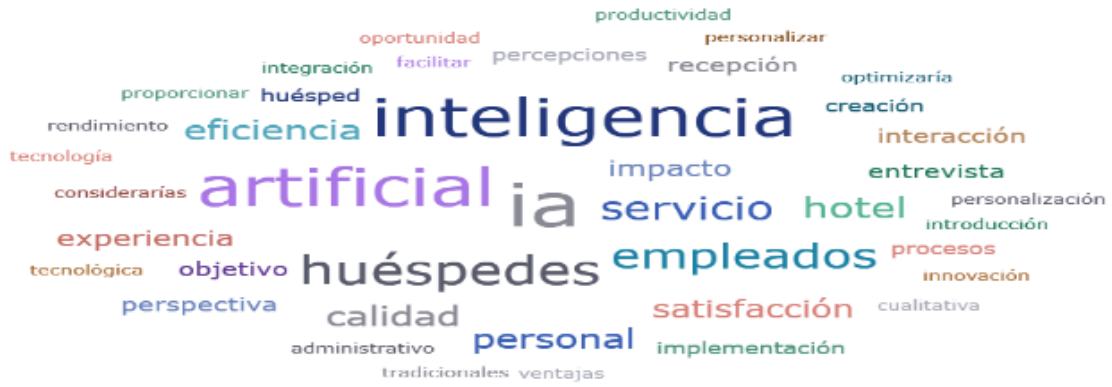 productividad
oportunidad personalizar
integración facilitar percepciones recepción
optimizaría
proporcionar huésped creación
rendimiento eficiencia inteligencia interacción
tecnología impacto entrevista
considerarías artificial ia servicio hotel personalización
introducción
experiencia empleados procesos
tecnológica objetivo huéspedes innovación
perspectiva calidad satisfacción cualitativa
administrativo personal implementación
tradicionales ventajas